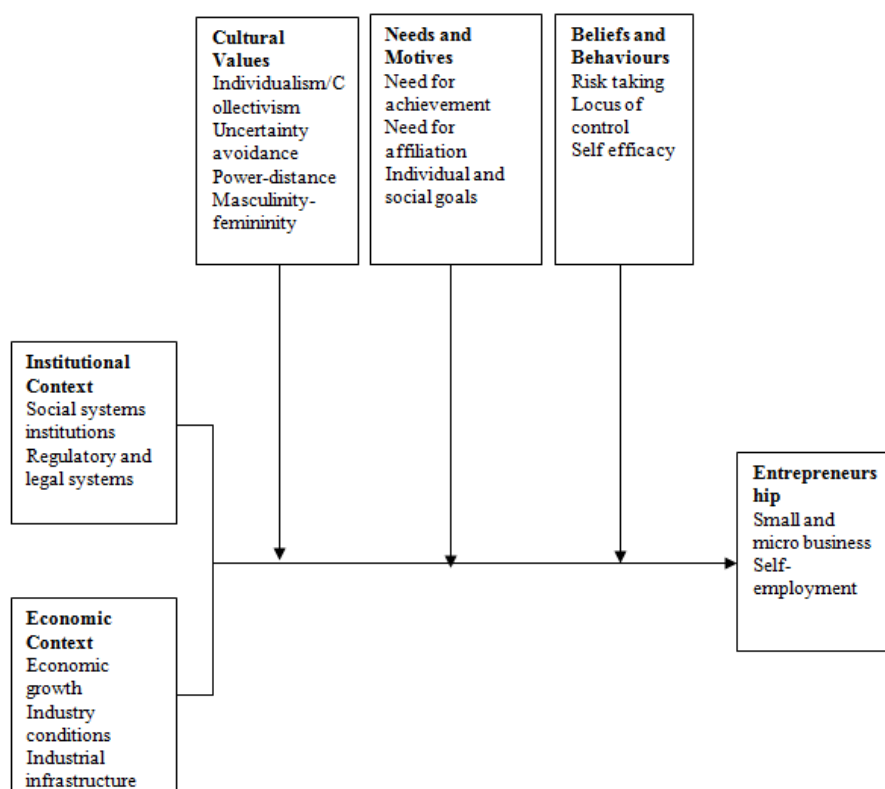 Cultural
Values
Individualism/C
ollectivism
Uncertainty
avoidance
Power-distance
Masculinity-
femininity
Needs and
Motives
Need for
achievement
Need for
affiliation
Individual and
social goals
Beliefs and
Behaviours
Risk taking
Locus of
control
Self efficacy
Institutional
Context
Social systems
institutions
Regulatory and
legal systems
Entrepreneurs
hip
Small and
micro business
Self-
employment
Economic
Context
Economic
growth
Industry
conditions
Industrial
infrastructure